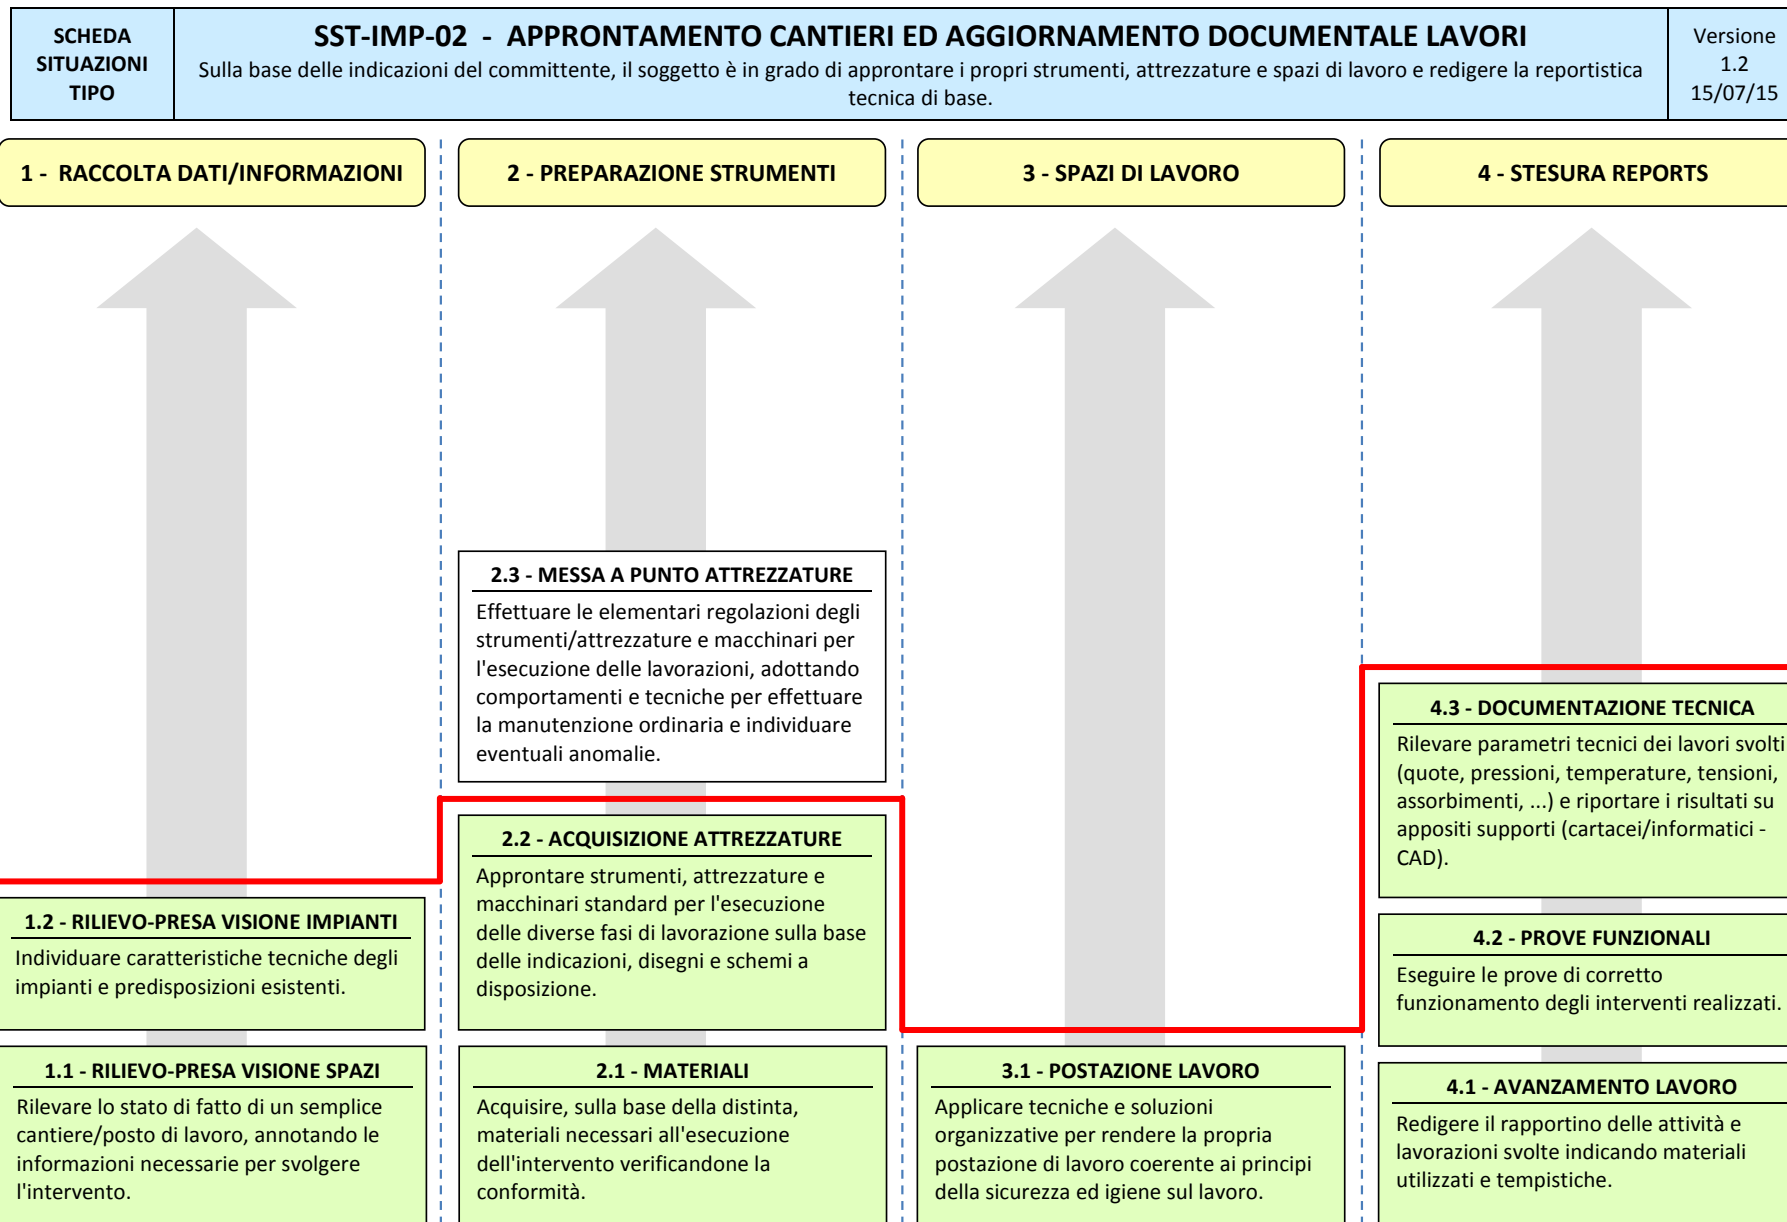 SCHEDA
SITUAZIONI
TIPO
SST-IMP-02 - APPRONTAMENTO CANTIERI ED AGGIORNAMENTO DOCUMENTALE LAVORI
Sulla base delle indicazioni del committente, il soggetto è in grado di approntare i propri strumenti, attrezzature e spazi di lavoro e redigere la reportistica
tecnica di base.
Versione
1.2
15/07/15
1 - RACCOLTA DATI/INFORMAZIONI
2 - PREPARAZIONE STRUMENTI
3 - SPAZI DI LAVORO
4 - STESURA REPORTS
1.2 - RILIEVO-PRESA VISIONE IMPIANTI
Individuare caratteristiche tecniche degli
impianti e predisposizioni esistenti.
1.1 - RILIEVO-PRESA VISIONE SPAZI
Rilevare lo stato di fatto di un semplice
cantiere/posto di lavoro, annotando le
informazioni necessarie per svolgere
l'intervento.
2.3 - MESSA A PUNTO ATTREZZATURE
Effettuare le elementari regolazioni degli
strumenti/attrezzature e macchinari per
l'esecuzione delle lavorazioni, adottando
comportamenti e tecniche per effettuare
la manutenzione ordinaria e individuare
eventuali anomalie.
2.2 - ACQUISIZIONE ATTREZZATURE
Approntare strumenti, attrezzature e
macchinari standard per l'esecuzione
delle diverse fasi di lavorazione sulla base
delle indicazioni, disegni e schemi a
disposizione.
2.1 - MATERIALI
Acquisire, sulla base della distinta,
materiali necessari all'esecuzione
dell'intervento verificandone la
conformità.
3.1 - POSTAZIONE LAVORO
Applicare tecniche e soluzioni
organizzative per rendere la propria
postazione di lavoro coerente ai principi
della sicurezza ed igiene sul lavoro.
4.3 - DOCUMENTAZIONE TECNICA
Rilevare parametri tecnici dei lavori svolti
(quote, pressioni, temperature, tensioni,
assorbimenti, ...) e riportare i risultati su
appositi supporti (cartacei/informatici -
CAD).
4.2 - PROVE FUNZIONALI
Eseguire le prove di corretto
funzionamento degli interventi realizzati.
4.1 - AVANZAMENTO LAVORO
Redigere il rapportino delle attività e
lavorazioni svolte indicando materiali
utilizzati e tempistiche.